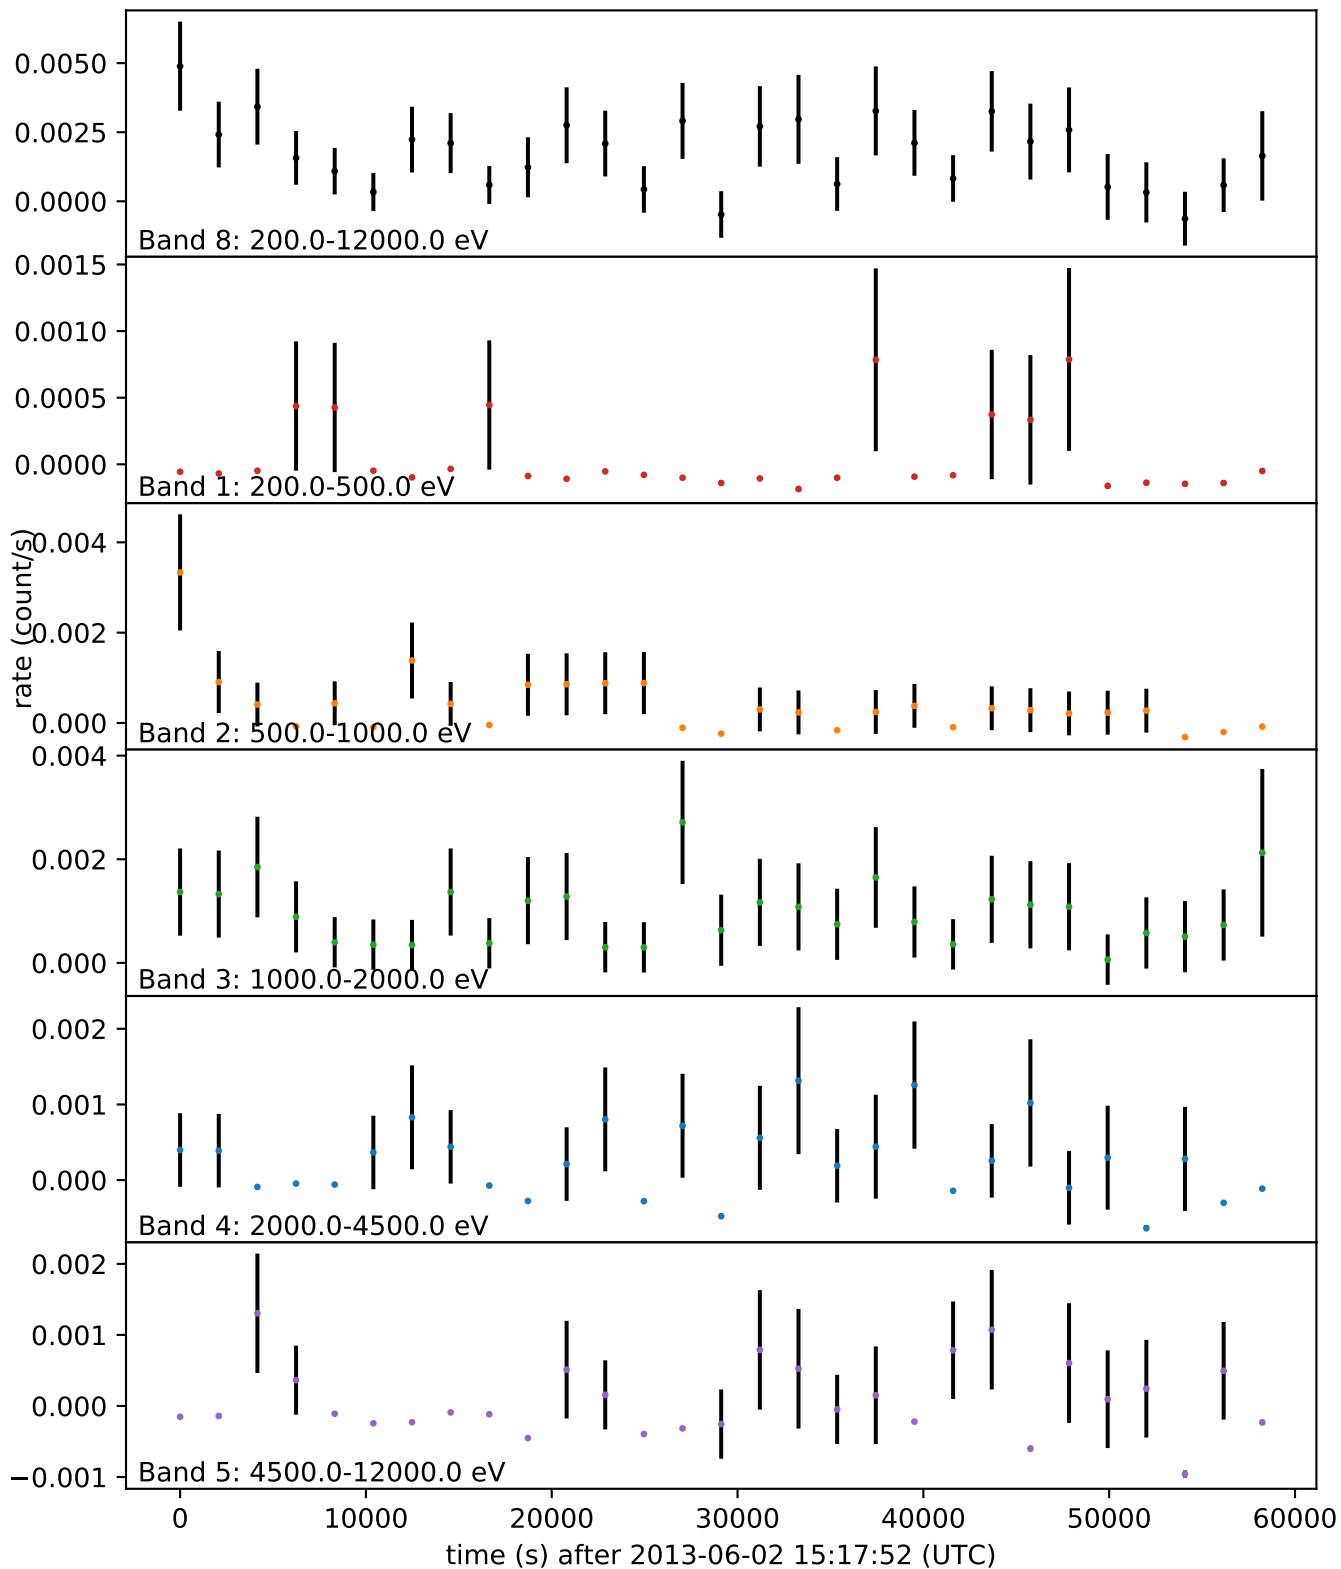 0.0050
0.0025
0.0000
Band 8: 200.0-12000.0 eV
0.0015
0.0010
0.0005
0.0000
Band 1: 200.0-500.0 eV
rate (count/s)
0.004
0.002
0.000
Band 2: 500.0-1000.0 eV
0.004
0.002
0.000
Band 3: 1000.0-2000.0 eV
0.002
0.001
0.000
Band 4: 2000.0-4500.0 eV
0.002
0.001
0.000
−0.001
Band 5: 4500.0-12000.0 eV
0 10000 20000 30000 40000 50000 60000
time (s) after 2013-06-02 15:17:52 (UTC)